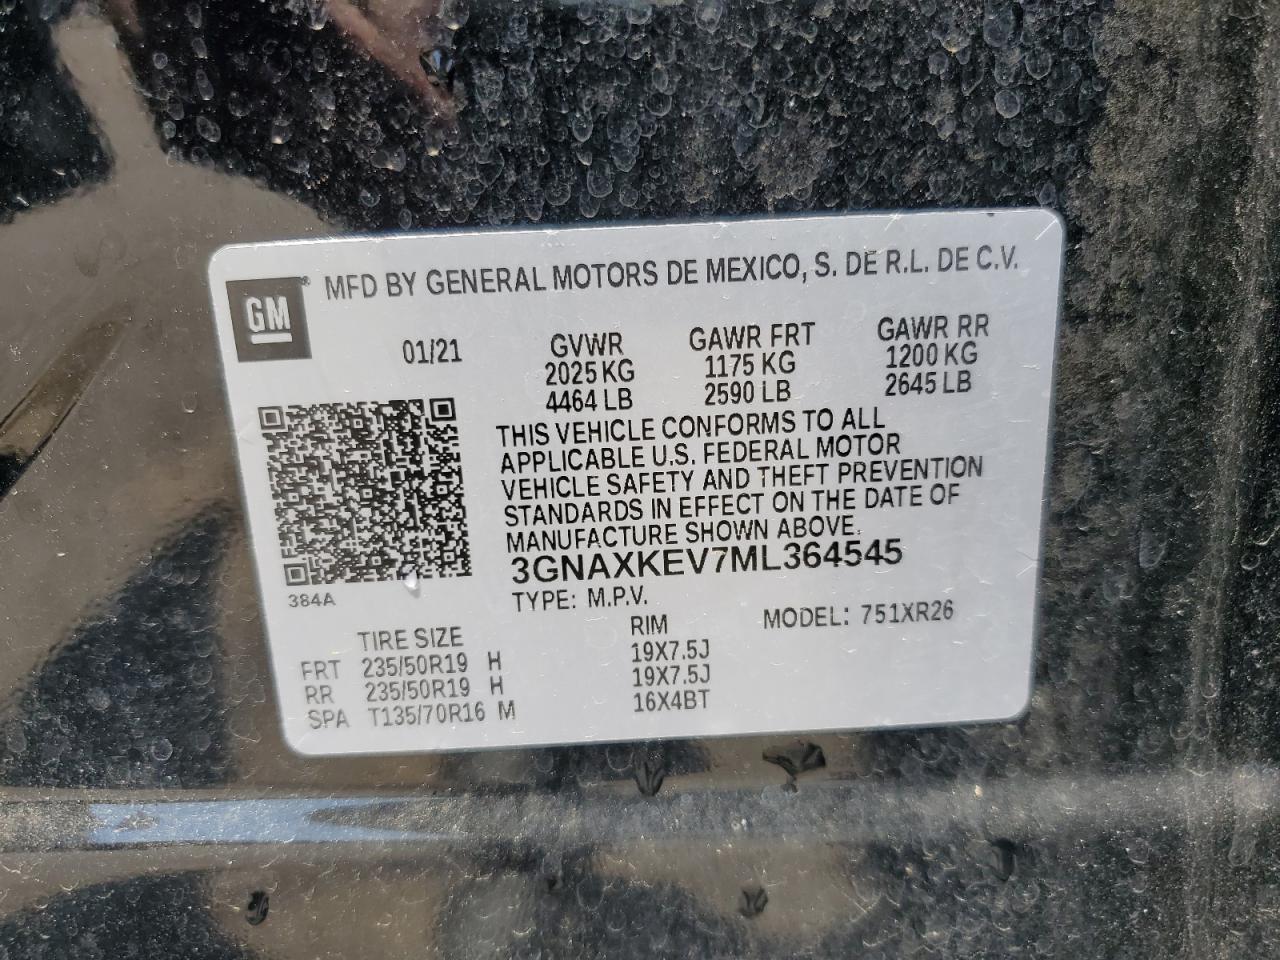 GM® MFD BY GENERAL MOTORS DE MEXICO, S. DE R.L. DE C.V.
01/21
GVWR
2025 KG
4464 LB
GAWR FRT
1175 KG
2590 LB
GAWR RR
1200 KG
2645 LB
THIS VEHICLE CONFORMS TO ALL
APPLICABLE U.S. FEDERAL MOTOR
VEHICLE SAFETY AND THEFT PREVENTION
STANDARDS IN EFFECT ON THE DATE OF
MANUFACTURE SHOWN ABOVE.
3GNAXKEV7ML364545
384A
TYPE: M.P.V.
MODEL: 751XR26
TIRE SIZE RIM
FRT 235/50R19 H 19X7.5J
RR 235/50R19 H 19X7.5J
SPA T135/70R16 M 16X4BT